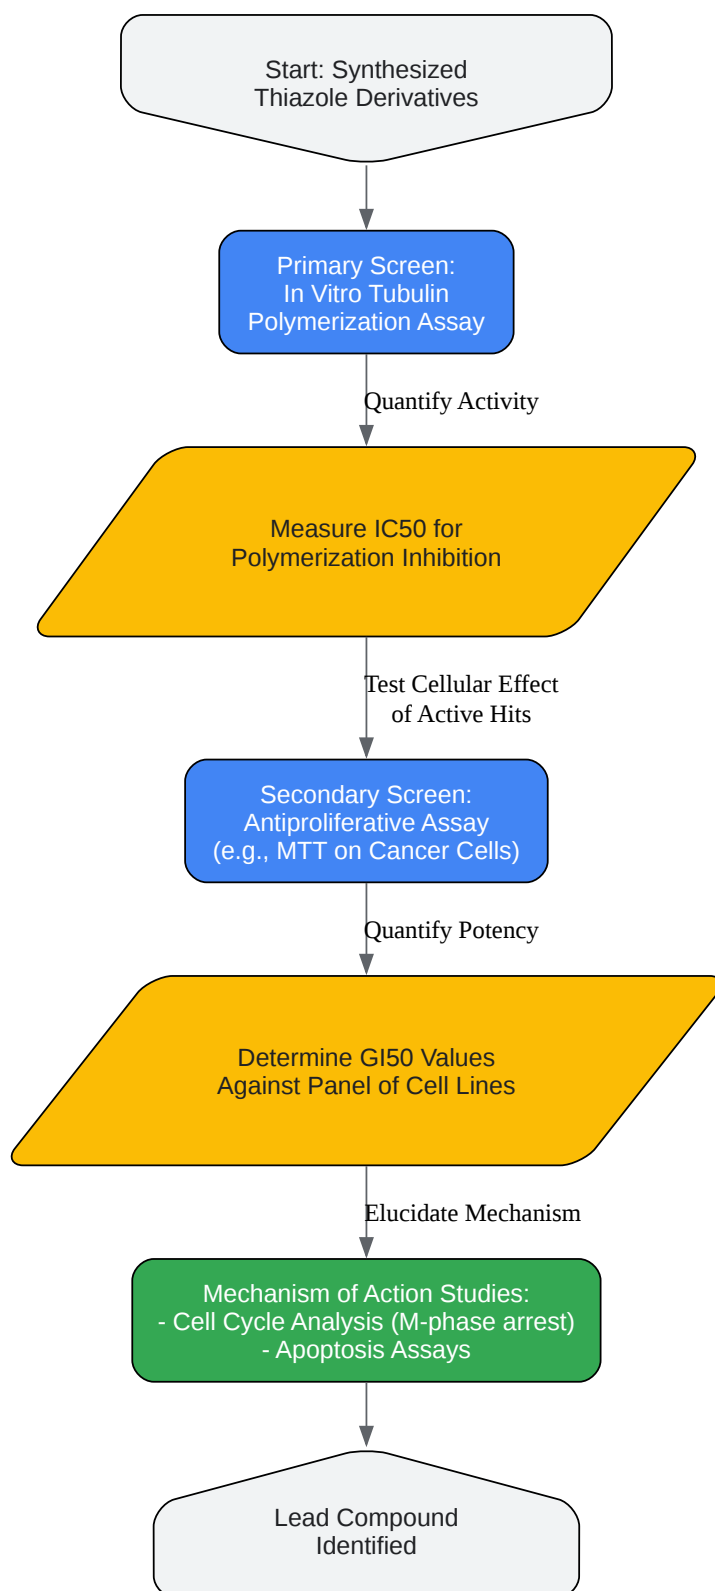 Start: Synthesized
Thiazole Derivatives
Primary Screen:
In Vitro Tubulin
Polymerization Assay
Quantify Activity
Measure IC50 for
Polymerization Inhibition
Test Cellular Effect
of Active Hits
Secondary Screen:
Antiproliferative Assay
(e.g., MTT on Cancer Cells)
Quantify Potency
Determine GI50 Values
Against Panel of Cell Lines
Elucidate Mechanism
Mechanism of Action Studies:
- Cell Cycle Analysis (M-phase arrest)
- Apoptosis Assays
Lead Compound
Identified